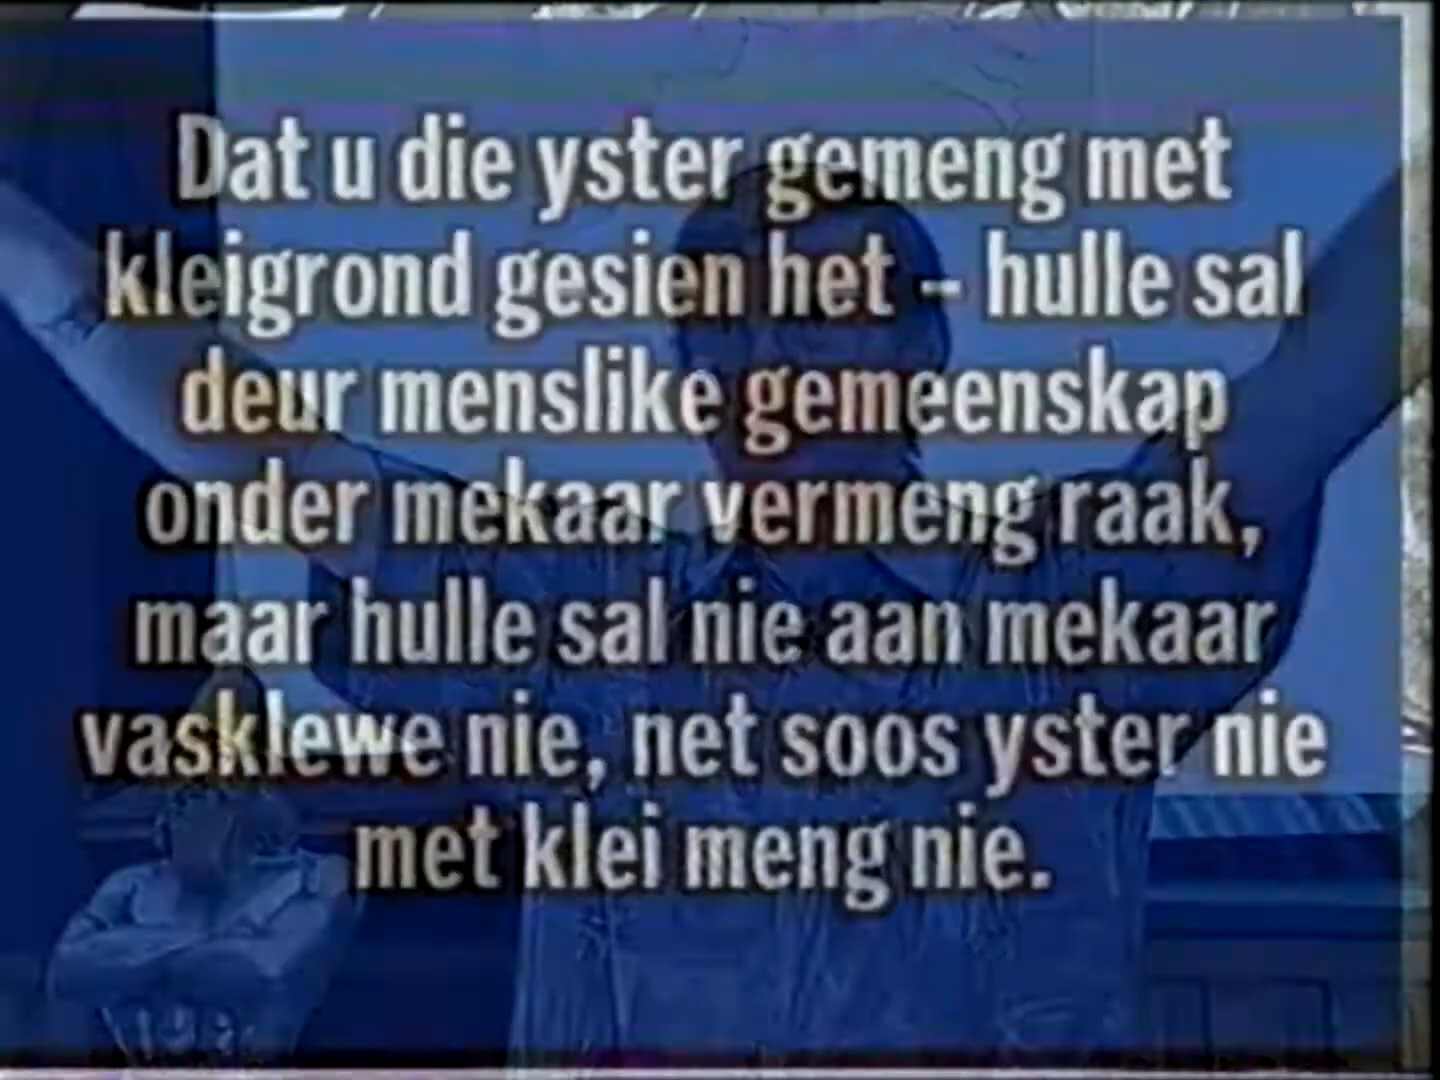 Dat u die yster gemeng met
kleigrond gesien het – hulle sal
deur menslike gemeenskap
onder mekaar vermeng raak,
maar hulle sal nie aan mekaar
vasklewe nie, net soos yster nie
met klei meng nie.